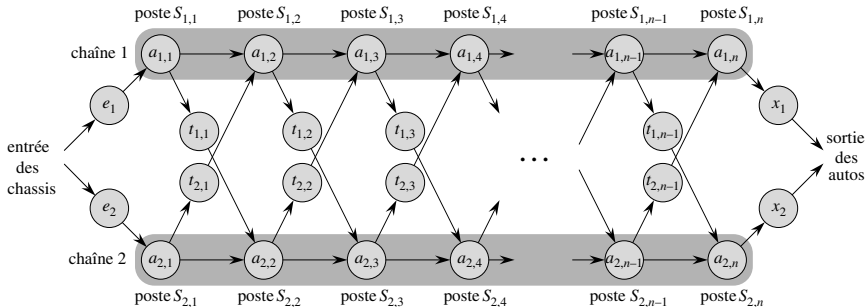 poste S1,1 poste S1,2 poste S1,3 poste S1,4 poste S1,n–1 poste S1,n
chaîne 1 a1,1 a1,2 a1,3 a1,4 a1,n–1 a1,n
e1 x1
t1,1 t1,2 t1,3 t1,n–1
entrée
des
chassis
...
sortie
des
autos
t2,1 t2,2 t2,3 t2,n–1
e2 x2
chaîne 2 a2,1 a2,2 a2,3 a2,4 a2,n–1 a2,n
poste S2,1 poste S2,2 poste S2,3 poste S2,4 poste S2,n–1 poste S2,n